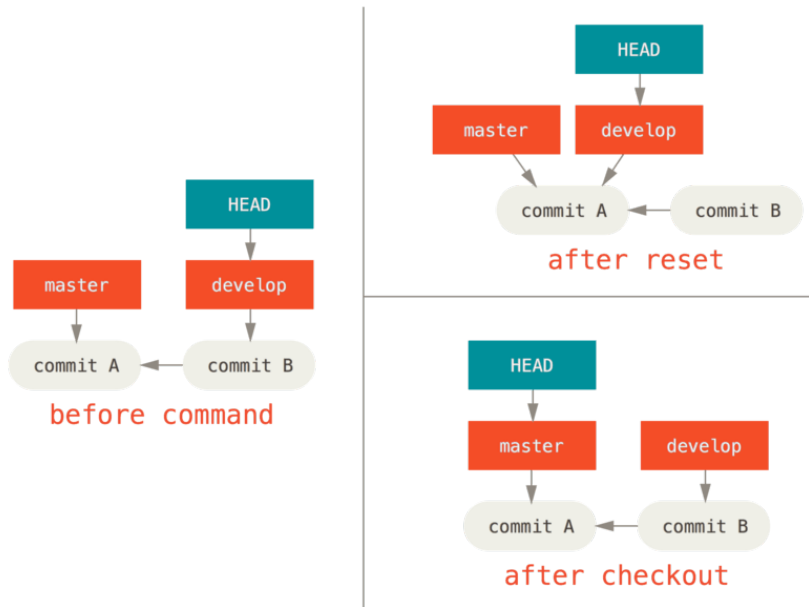 HEAD
master develop
commit A commit B
before command
HEAD
master develop
commit A commit B
after reset
HEAD
master develop
commit A commit B
after checkout